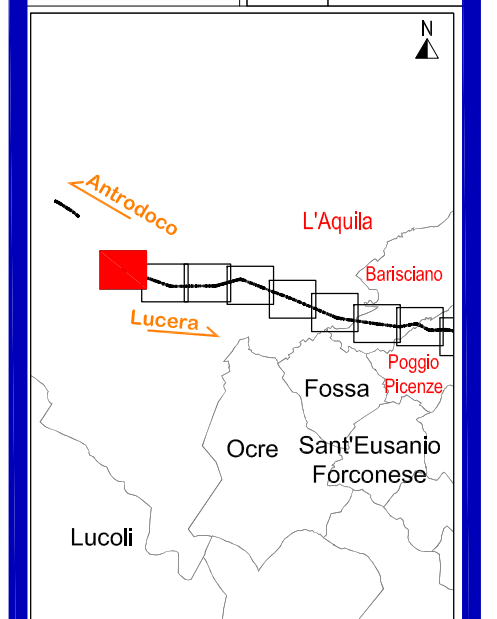 N
Antrodoco
L'Aquila
Barisciano
Lucera
Poggio
Picenze
Fossa
Ocre
Sant'Eusanio
Forconese
Lucoli